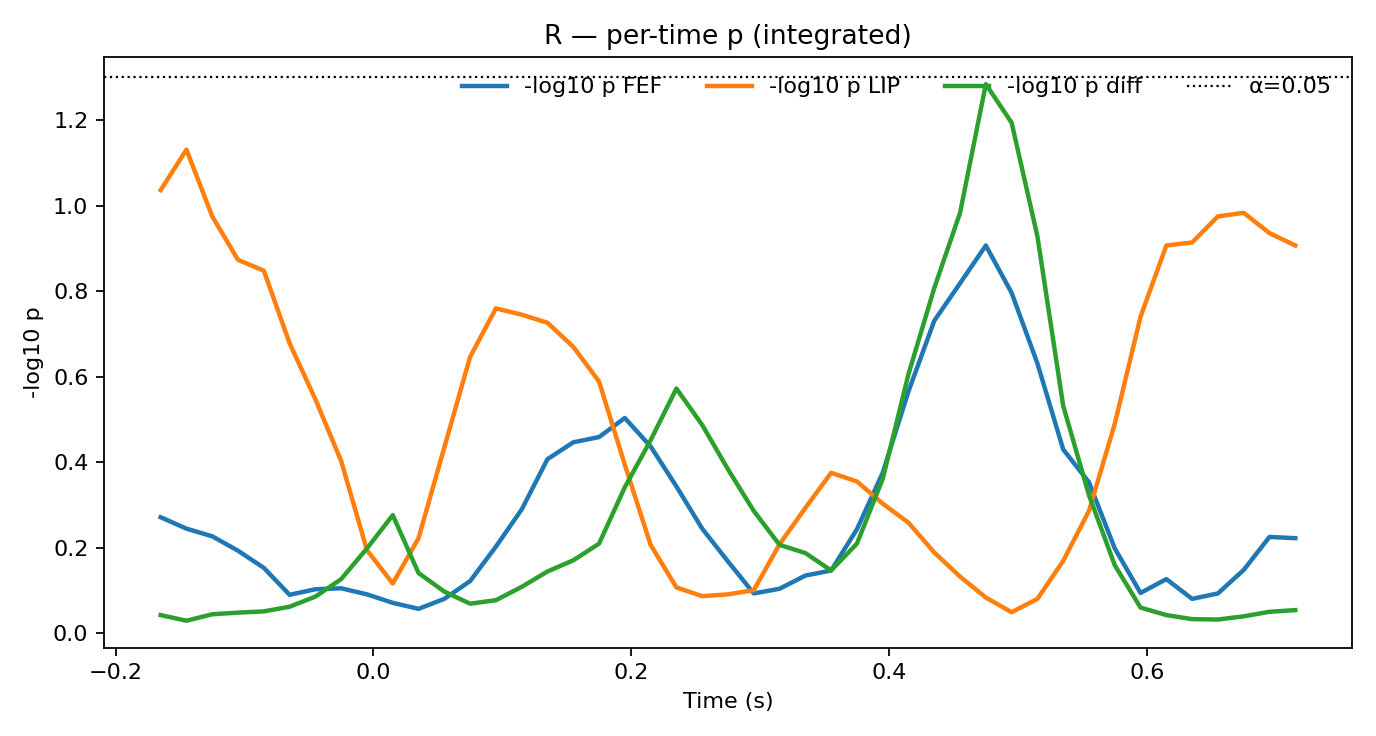 R — per-time p (integrated)
-log10 p FEF -log10 p LIP -log10 p diff α=0.05
-log10 p
1.2
1.0
0.8
0.6
0.4
0.2
0.0
−0.2 0.0 0.2 0.4 0.6
Time (s)